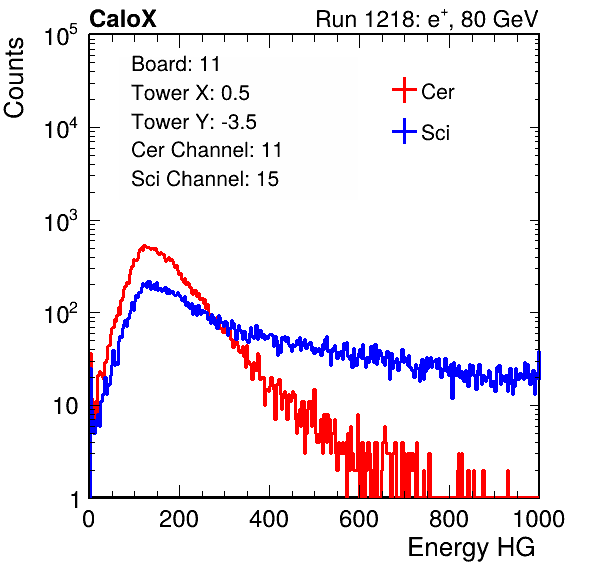 CaloX Run 1218: e⁺, 80 GeV
Counts
Board: 11
Tower X: 0.5
Tower Y: -3.5
Cer Channel: 11
Sci Channel: 15
Cer
Sci
10⁵
10⁴
10³
10²
10
1
0 200 400 600 800 1000
Energy HG